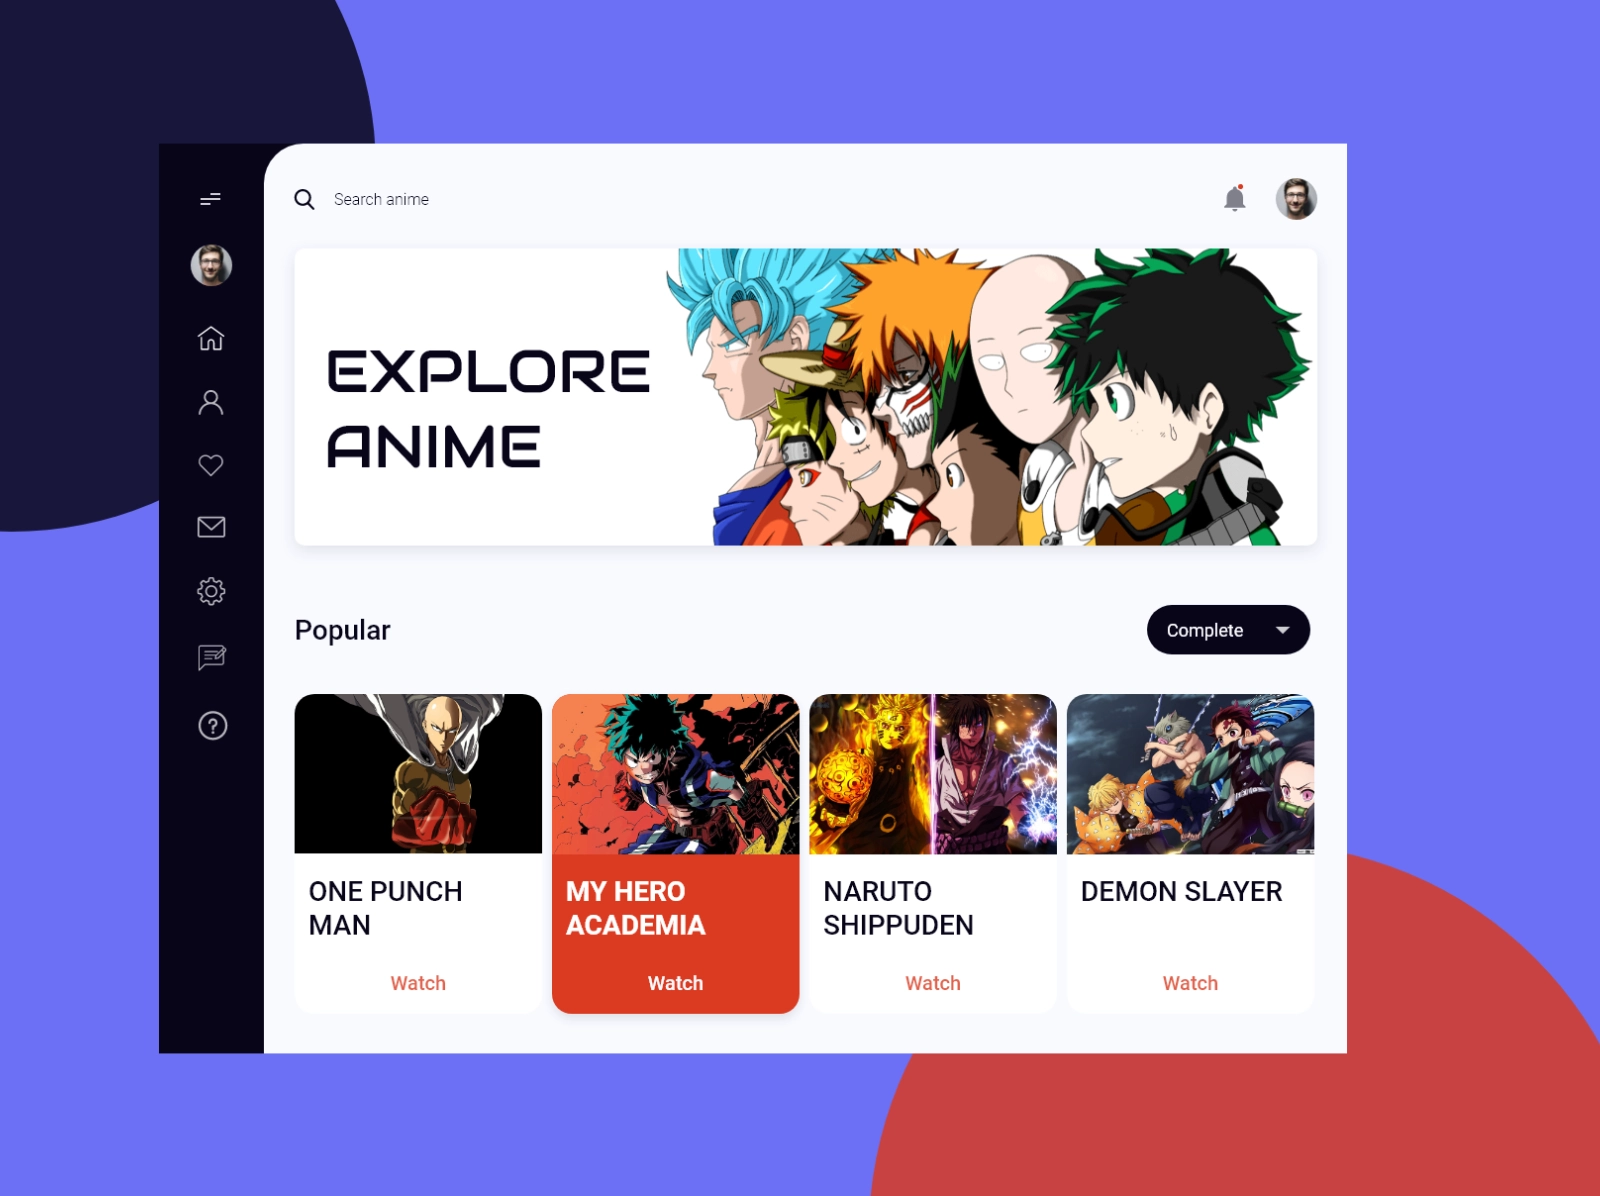 Search anime
EXPLORE
ANIME
Popular
Complete
ONE PUNCH
MAN
Watch
MY HERO
ACADEMIA
Watch
NARUTO
SHIPPUDEN
Watch
DEMON SLAYER
Watch